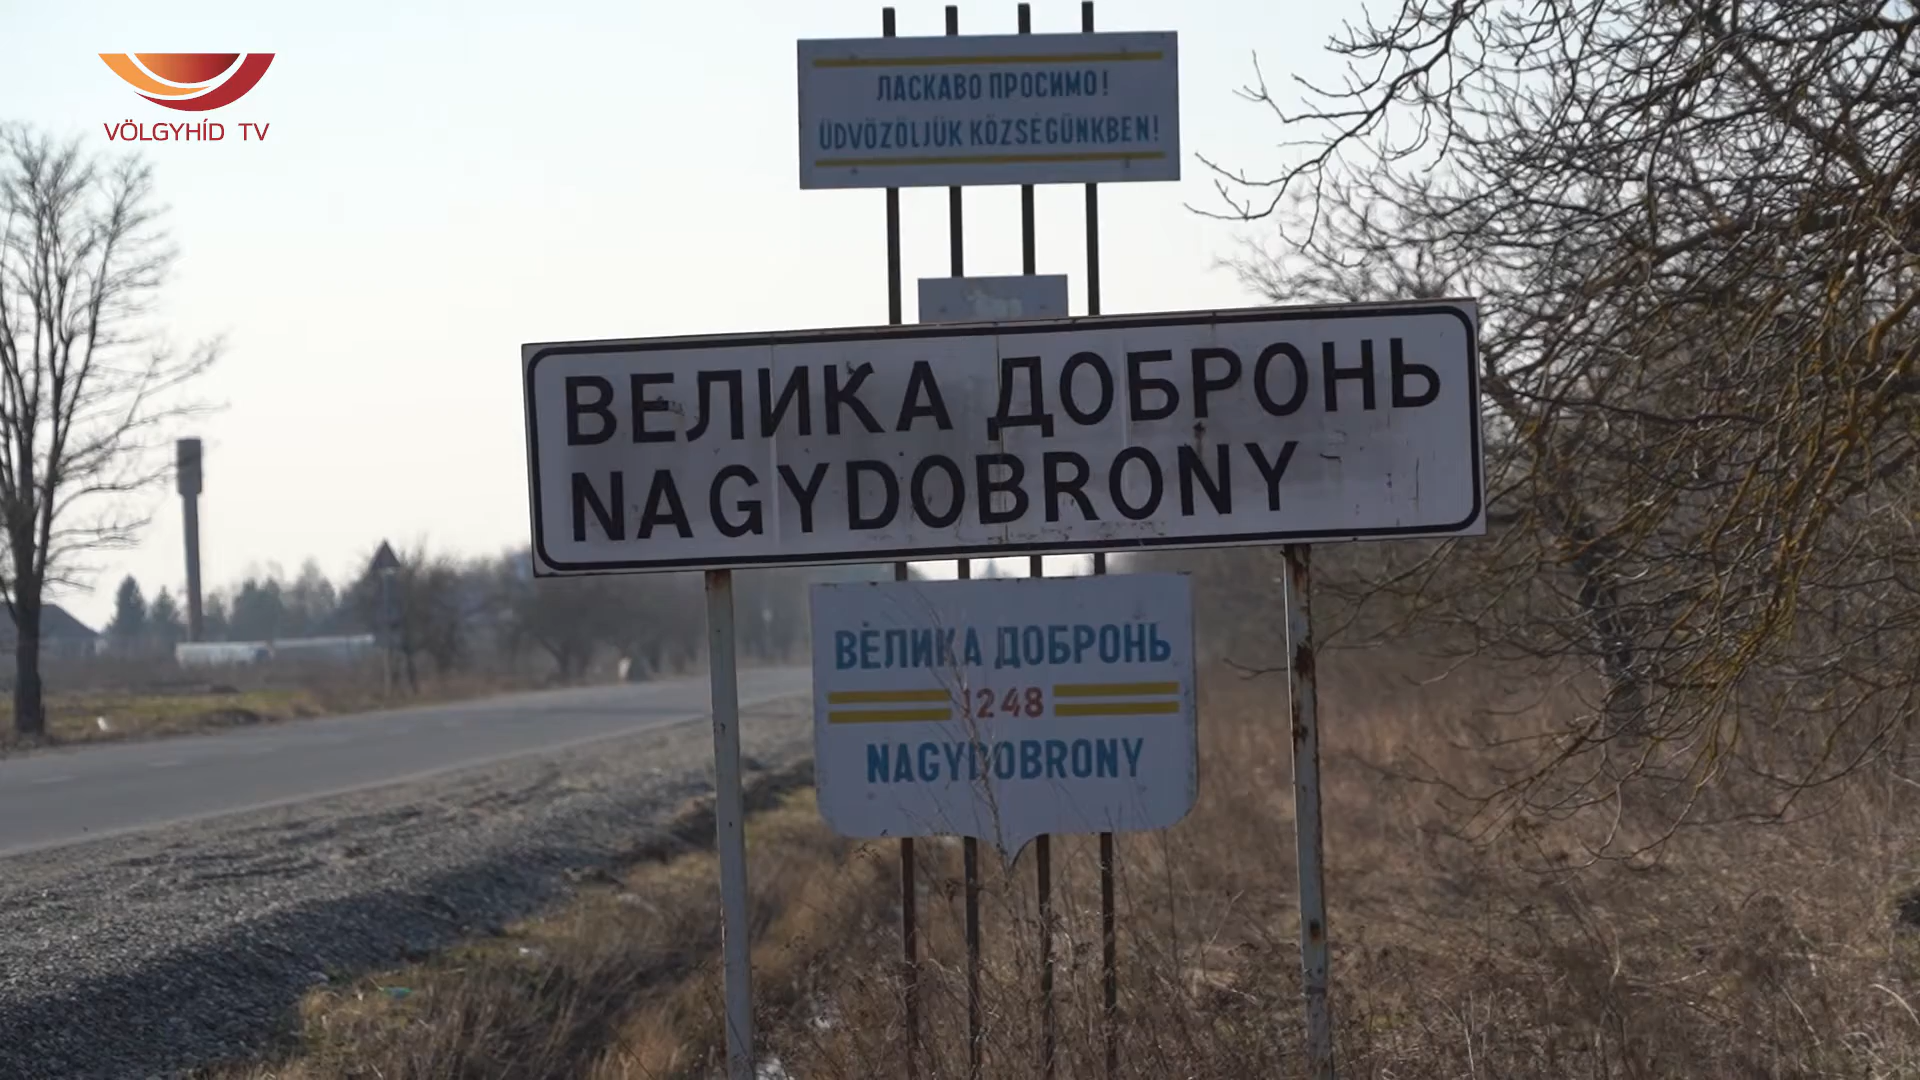 VÖLGYHÍD TV
ЛАСКАВО ПРОСИМО!
ÜDVÖZÖLJÜK KÖZSÉGÜNKBEN!
ВЕЛИКА ДОБРОНЬ
NAGYDOBRONY
ВЕЛИКА ДОБРОНЬ
1248
NAGYDOBRONY